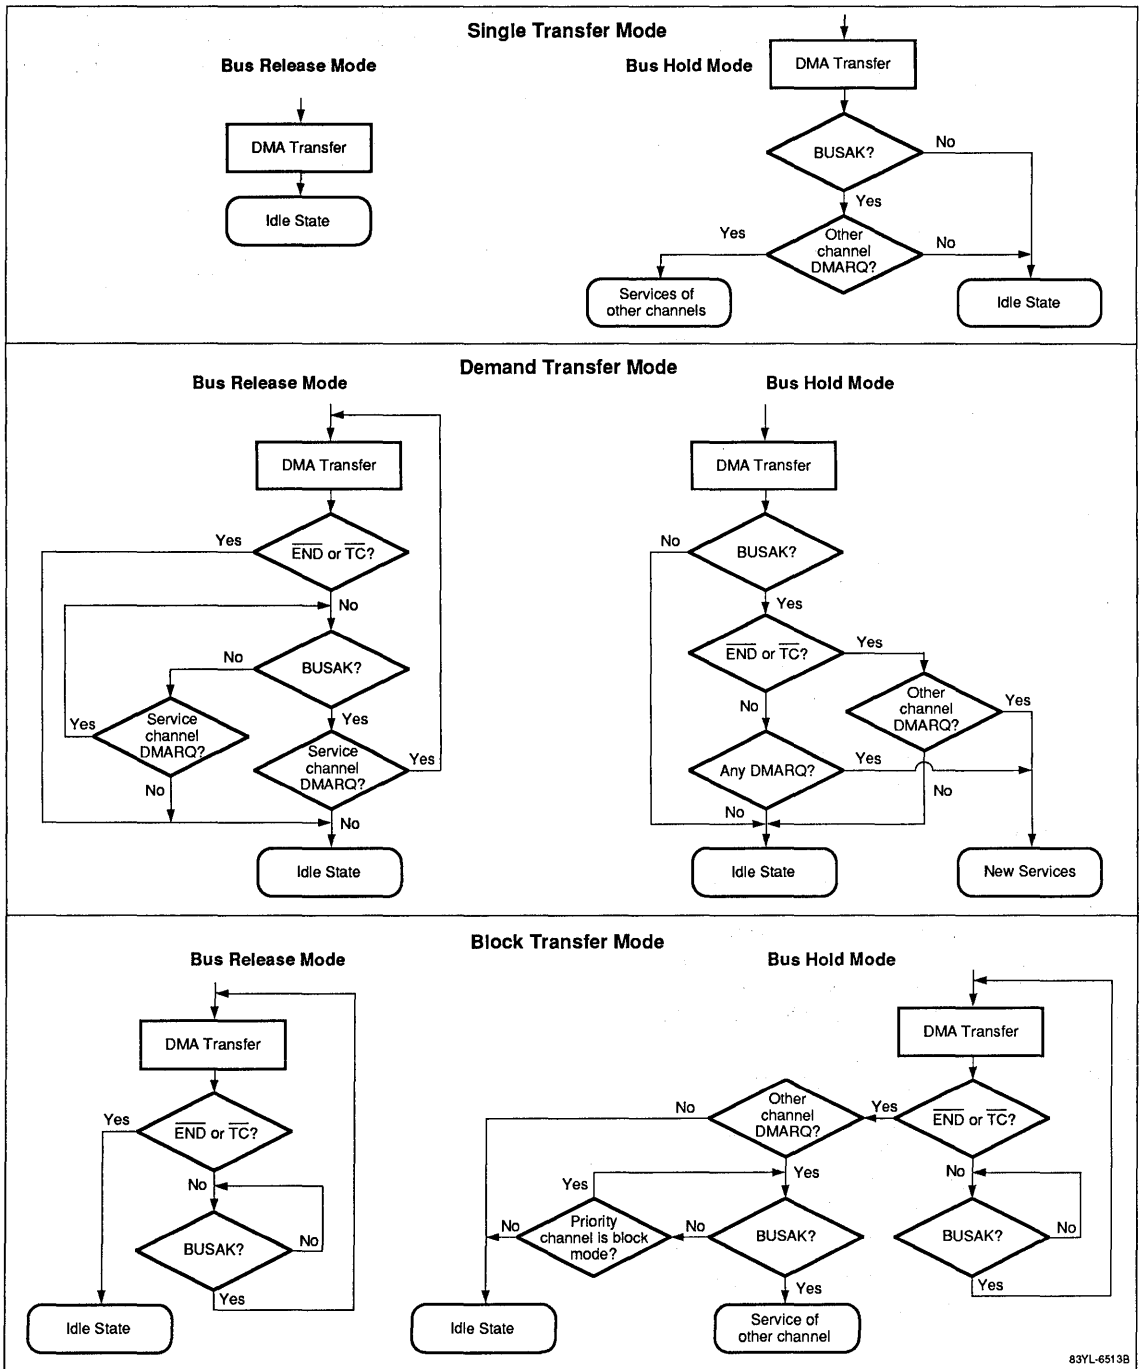 Single Transfer Mode
Bus Release Mode
DMA Transfer
Idle State
Bus Hold Mode
DMA Transfer
BUSAK?
No
Yes
Other
channel
DMARQ?
Yes
No
Services of
other channels
Idle State
Demand Transfer Mode
Bus Release Mode
DMA Transfer
Yes
END or TC?
No
No
BUSAK?
Yes
Service
channel
DMARQ?
Yes
No
Service
channel
DMARQ?
Yes
No
Idle State
Bus Hold Mode
DMA Transfer
No
BUSAK?
Yes
END or TC?
Yes
No
Other
channel
DMARQ?
Yes
Any DMARQ?
Yes
No
No
Idle State
New Services
Block Transfer Mode
Bus Release Mode
DMA Transfer
Yes
END or TC?
No
BUSAK?
No
Yes
Idle State
Bus Hold Mode
DMA Transfer
No
Other
channel
DMARQ?
Yes
END or TC?
Yes
Yes
No
No
Priority
channel is block
mode?
No
BUSAK?
BUSAK?
No
Yes
Yes
Idle State
Service of
other channel
83YL-6513B